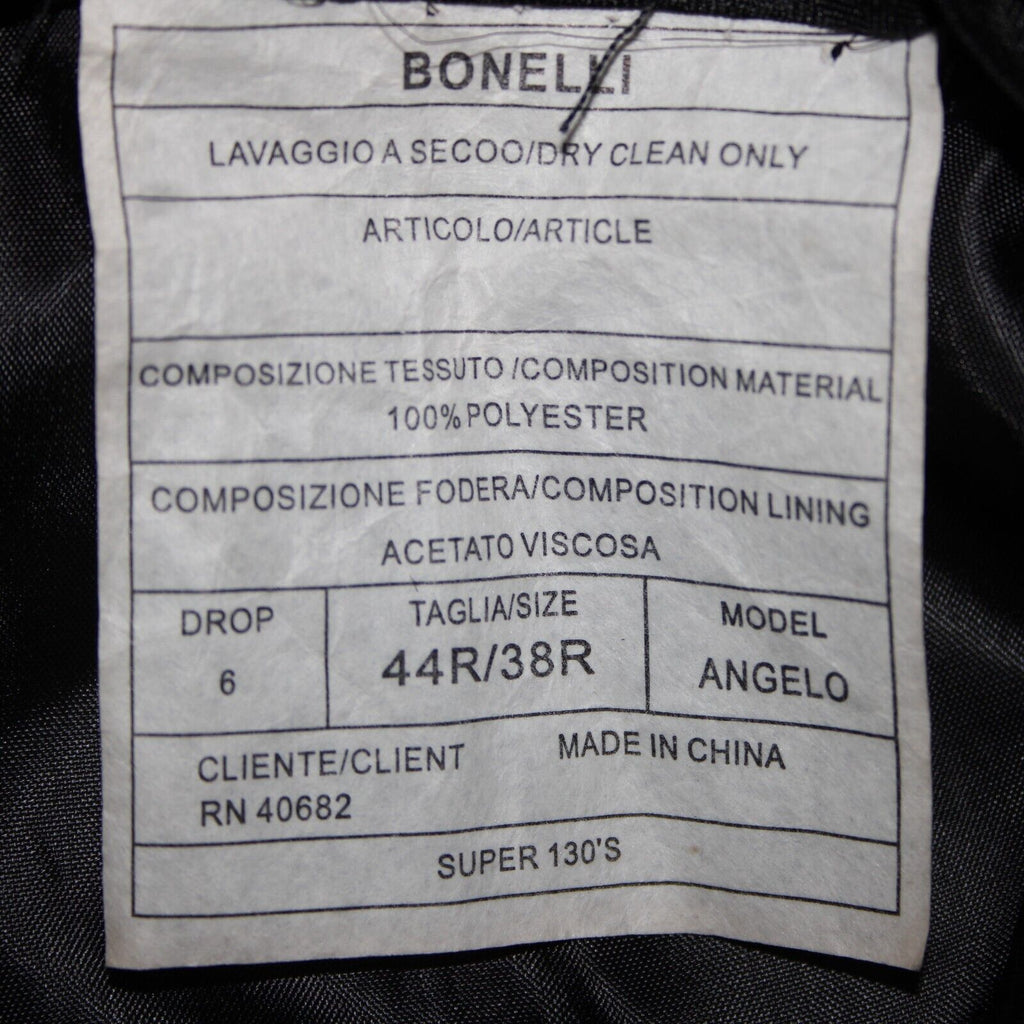 BONELLI
LAVAGGIO A SECOO/DRY CLEAN ONLY
ARTICOLO/ARTICLE
COMPOSIZIONE TESSUTO /COMPOSITION MATERIAL
100% POLYESTER
COMPOSIZIONE FODERA/COMPOSITION LINING
ACETATO VISCOSA
DROP
6
TAGLIA/SIZE
44R/38R
MODEL
ANGELO
CLIENTE/CLIENT
RN 40682
MADE IN CHINA
SUPER 130'S